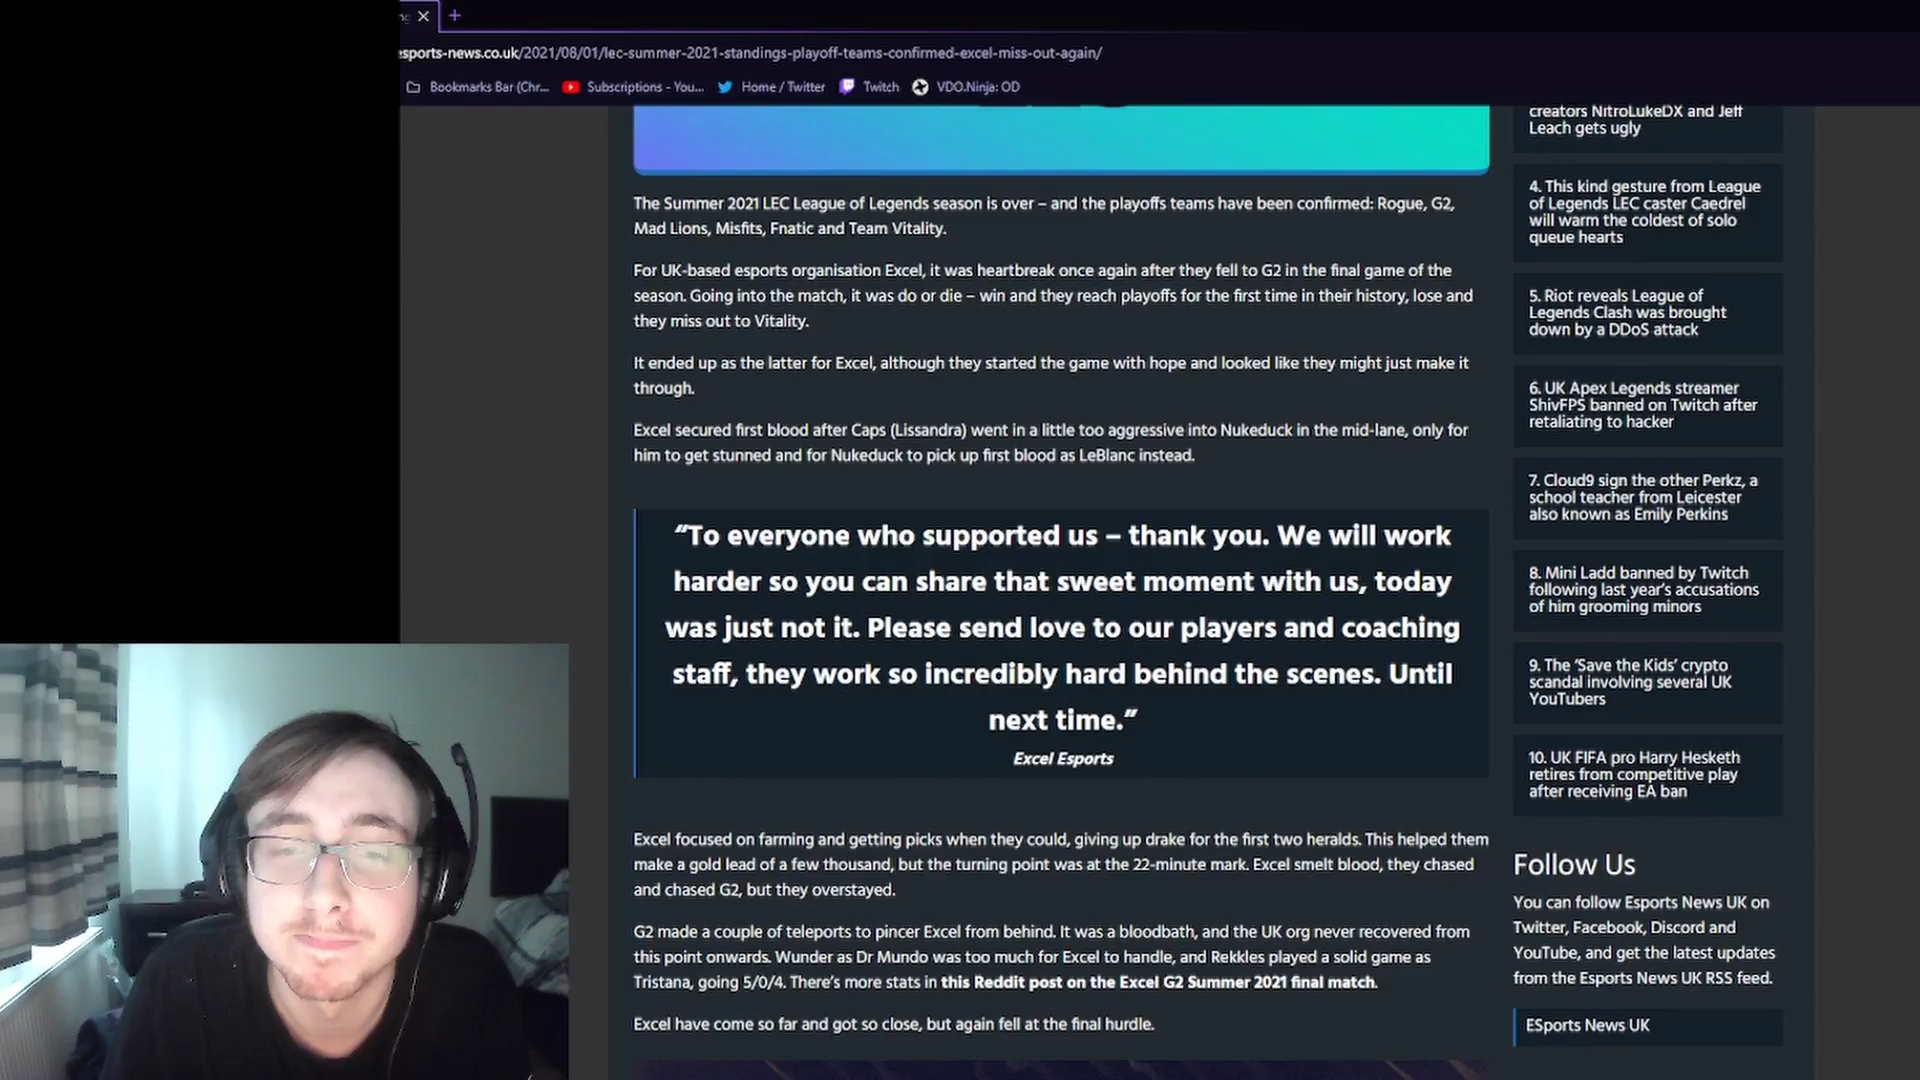 esports-news.co.uk/2021/08/01/lec-summer-2021-standings-playoff-teams-confirmed-excel-miss-out-again/
Bookmarks Bar (Chr... Subscriptions - You... Home / Twitter Twitch VDO.Ninja: OD
The Summer 2021 LEC League of Legends season is over – and the playoffs teams have been confirmed: Rogue, G2,
Mad Lions, Misfits, Fnatic and Team Vitality.
For UK-based esports organisation Excel, it was heartbreak once again after they fell to G2 in the final game of the
season. Going into the match, it was do or die – win and they reach playoffs for the first time in their history, lose and
they miss out to Vitality.
It ended up as the latter for Excel, although they started the game with hope and looked like they might just make it
through.
Excel secured first blood after Caps (Lissandra) went in a little too aggressive into Nukeduck in the mid-lane, only for
him to get stunned and for Nukeduck to pick up first blood as LeBlanc instead.
“To everyone who supported us – thank you. We will work
harder so you can share that sweet moment with us, today
was just not it. Please send love to our players and coaching
staff, they work so incredibly hard behind the scenes. Until
next time.”
Excel Esports
Excel focused on farming and getting picks when they could, giving up drake for the first two heralds. This helped them
make a gold lead of a few thousand, but the turning point was at the 22-minute mark. Excel smelt blood, they chased
and chased G2, but they overstayed.
G2 made a couple of teleports to pincer Excel from behind. It was a bloodbath, and the UK org never recovered from
this point onwards. Wunder as Dr Mundo was too much for Excel to handle, and Rekkles played a solid game as
Tristana, going 5/0/4. There’s more stats in this Reddit post on the Excel G2 Summer 2021 final match.
Excel have come so far and got so close, but again fell at the final hurdle.
creators NitroLukeDX and Jeff
Leach gets ugly
4. This kind gesture from League
of Legends LEC caster Caedrel
will warm the coldest of solo
queue hearts
5. Riot reveals League of
Legends Clash was brought
down by a DDoS attack
6. UK Apex Legends streamer
ShivFPS banned on Twitch after
retaliating to hacker
7. Cloud9 sign the other Perkz, a
school teacher from Leicester
also known as Emily Perkins
8. Mini Ladd banned by Twitch
following last year’s accusations
of him grooming minors
9. The ‘Save the Kids’ crypto
scandal involving several UK
YouTubers
10. UK FIFA pro Harry Hesketh
retires from competitive play
after receiving EA ban
Follow Us
You can follow Esports News UK on
Twitter, Facebook, Discord and
YouTube, and get the latest updates
from the Esports News UK RSS feed.
ESports News UK